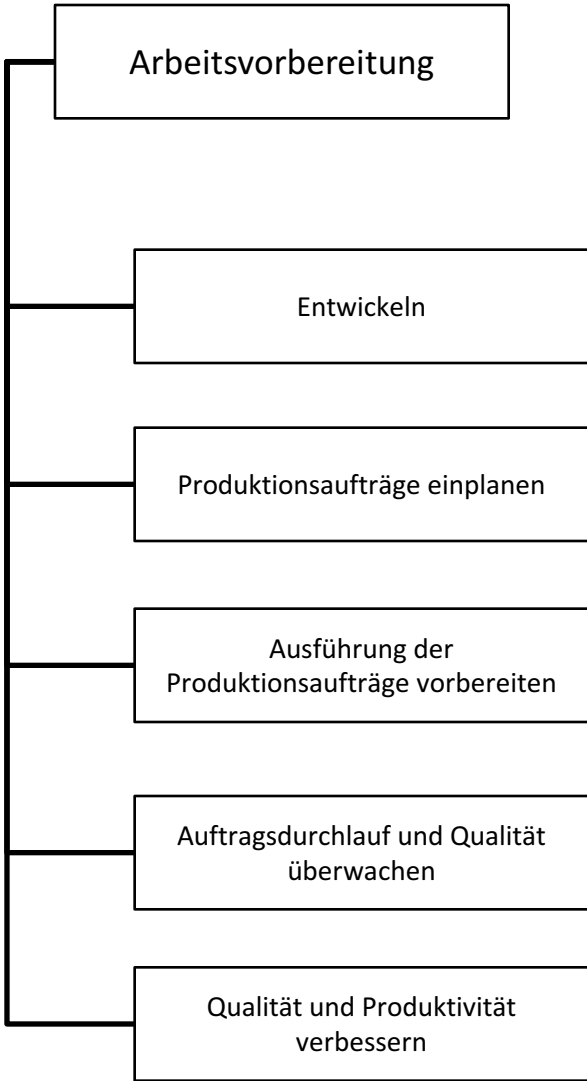 Arbeitsvorbereitung
Entwickeln
Produktionsaufträge einplanen
Ausführung der
Produktionsaufträge vorbereiten
Auftragsdurchlauf und Qualität
überwachen
Qualität und Produktivität
verbessern